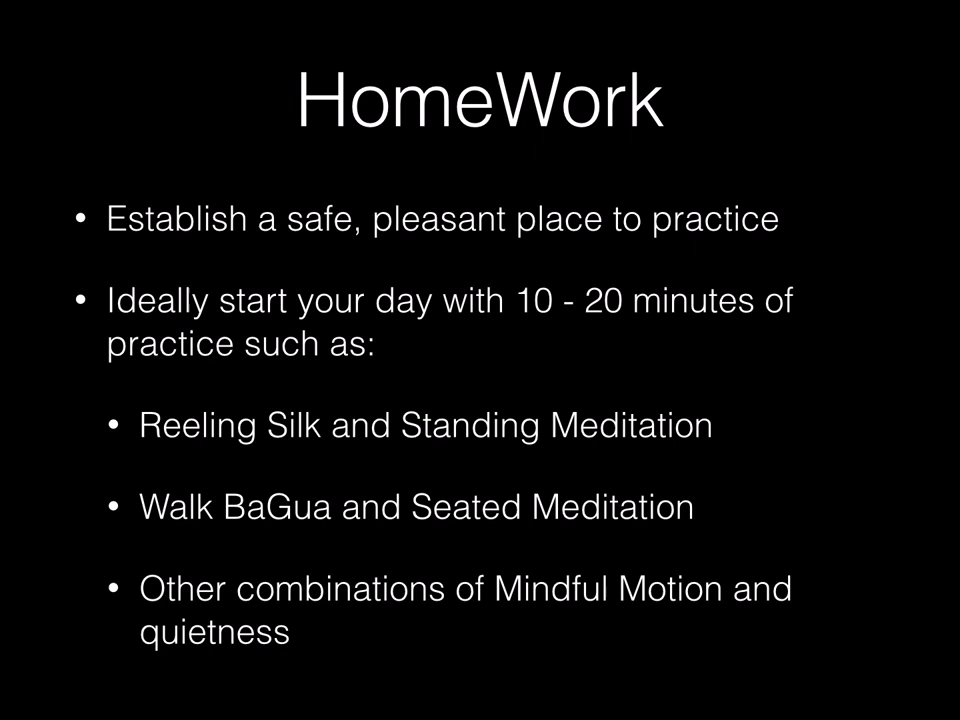 HomeWork
• Establish a safe, pleasant place to practice
• Ideally start your day with 10 - 20 minutes of
practice such as:
• Reeling Silk and Standing Meditation
• Walk BaGua and Seated Meditation
• Other combinations of Mindful Motion and
quietness